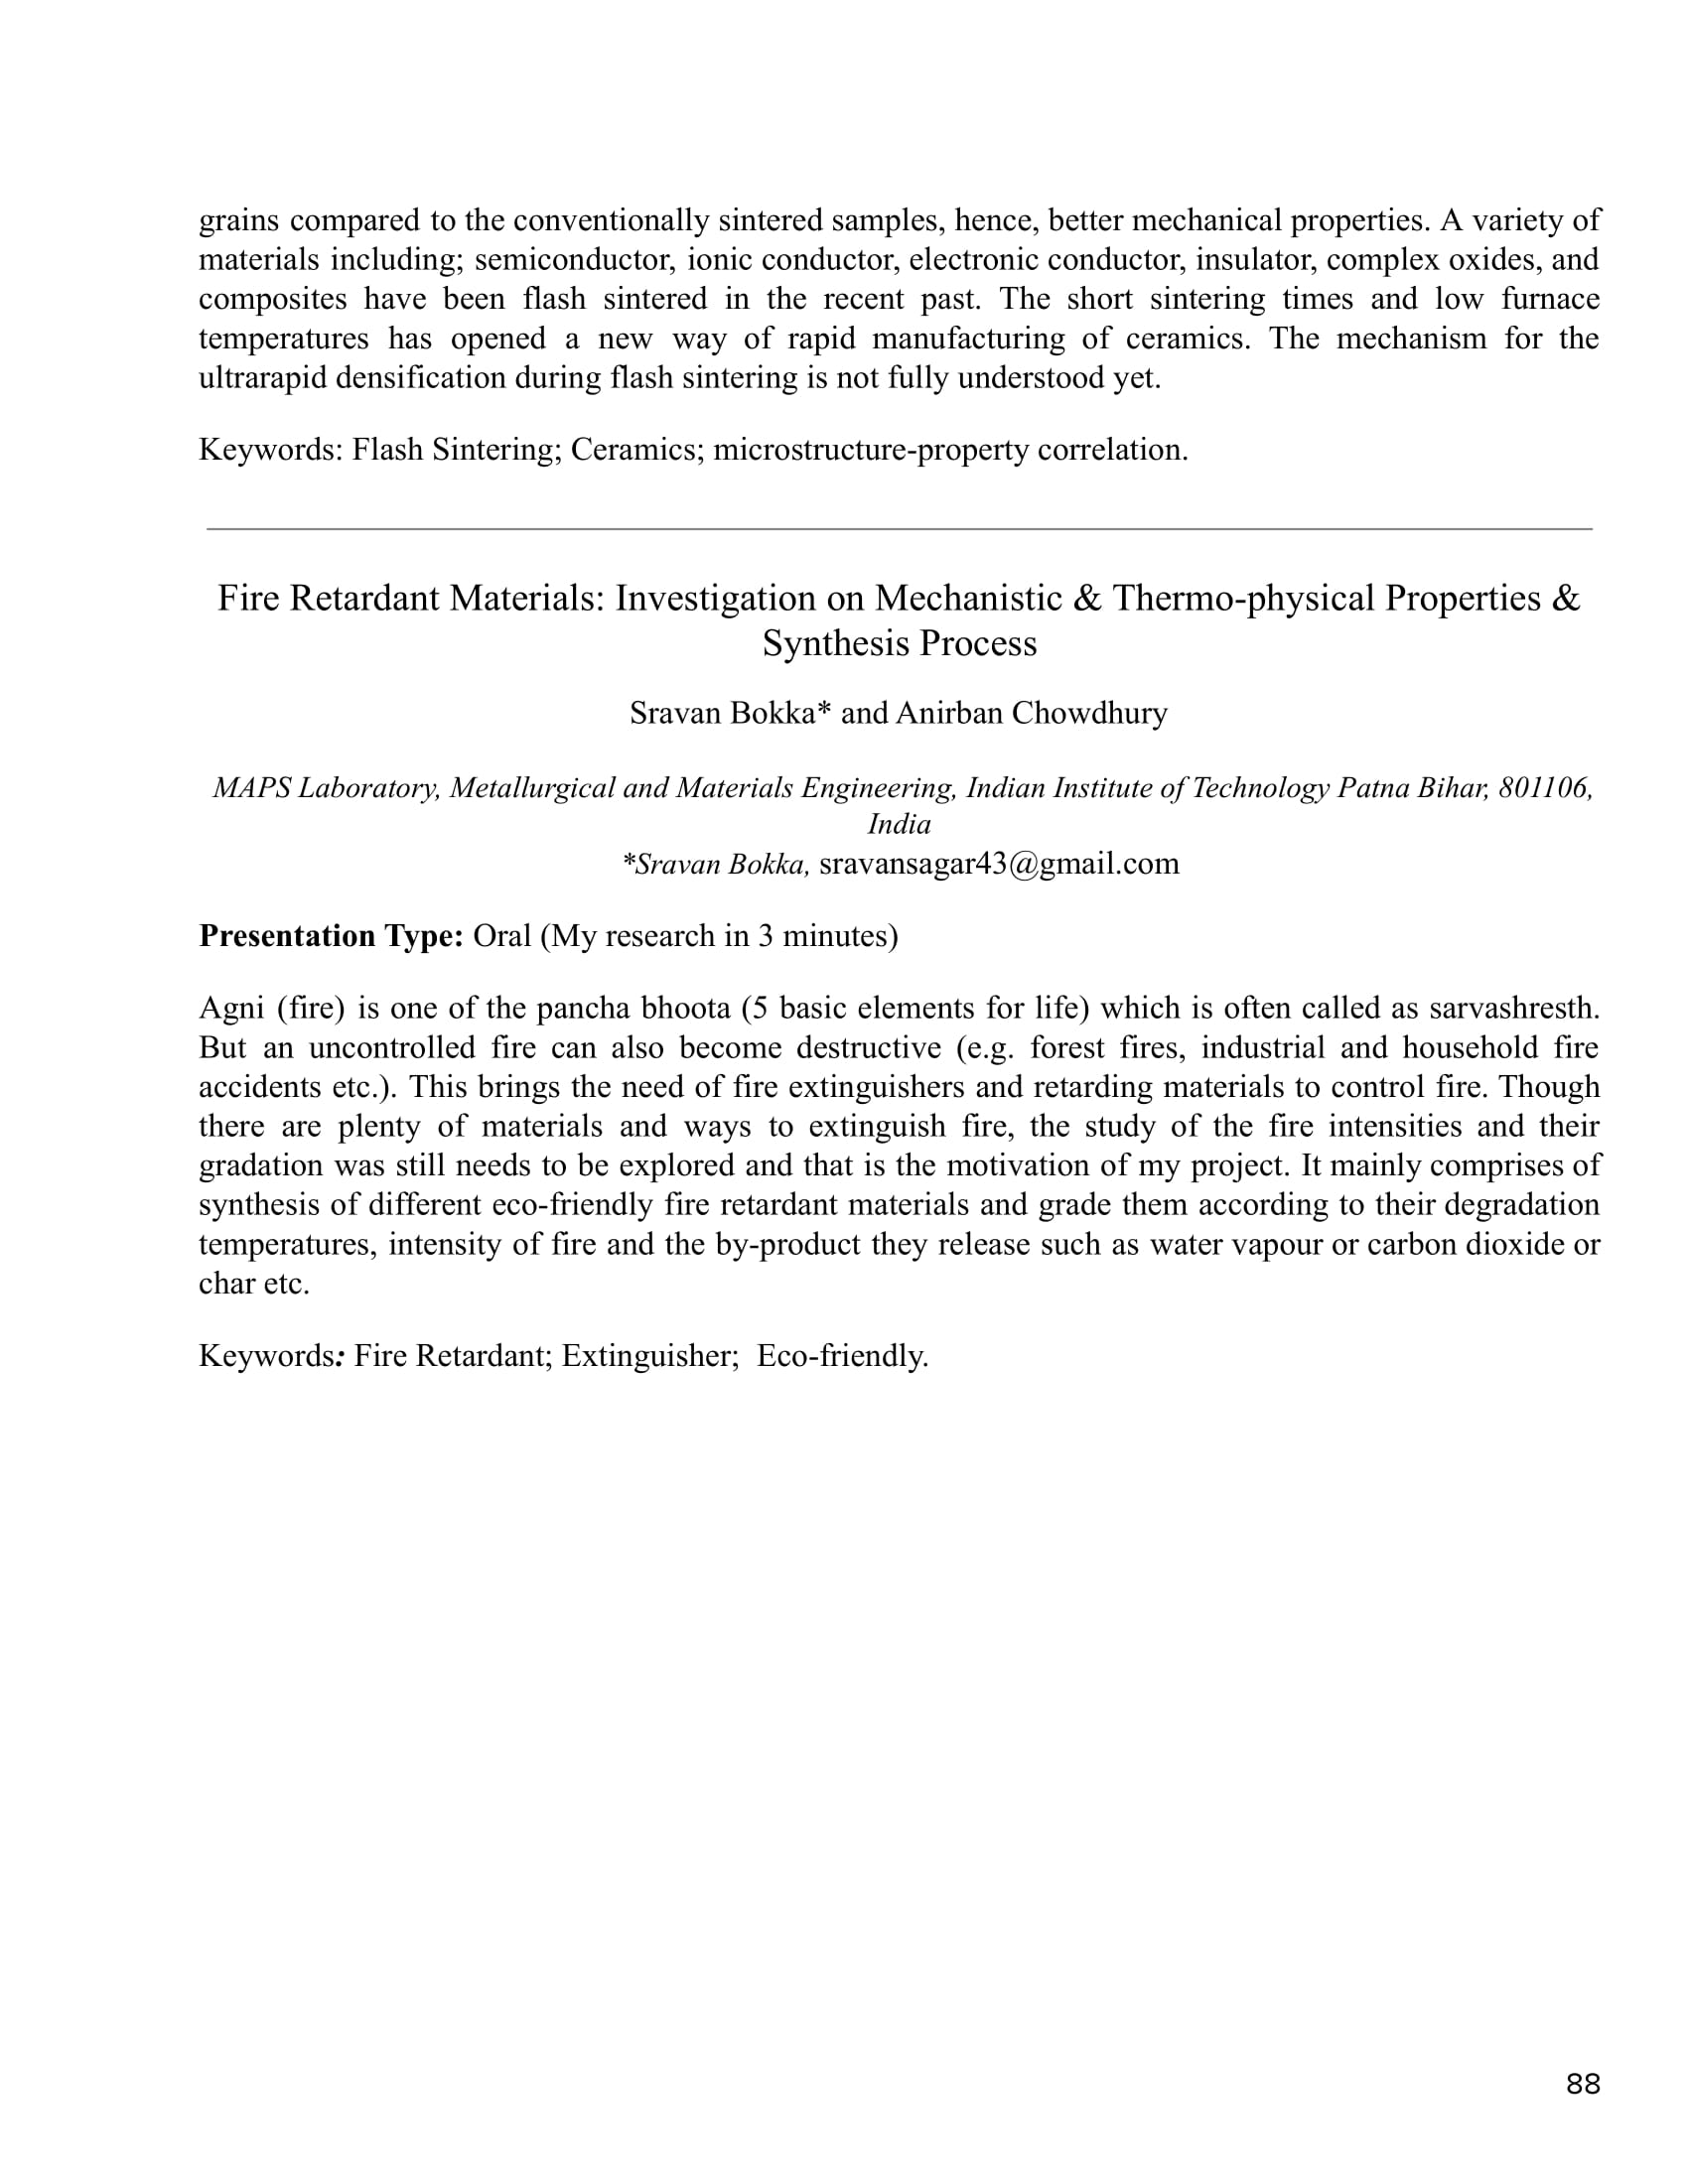 grains compared to the conventionally sintered samples, hence, better mechanical properties. A variety of
materials including; semiconductor, ionic conductor, electronic conductor, insulator, complex oxides, and
composites have been flash sintered in the recent past. The short sintering times and low furnace
temperatures has opened a new way of rapid manufacturing of ceramics. The mechanism for the
ultrarapid densification during flash sintering is not fully understood yet.
Keywords: Flash Sintering; Ceramics; microstructure-property correlation.
Fire Retardant Materials: Investigation on Mechanistic & Thermo-physical Properties &
Synthesis Process
Sravan Bokka* and Anirban Chowdhury
MAPS Laboratory, Metallurgical and Materials Engineering, Indian Institute of Technology Patna Bihar, 801106,
India
*Sravan Bokka, sravansagar43@gmail.com
Presentation Type: Oral (My research in 3 minutes)
Agni (fire) is one of the pancha bhoota (5 basic elements for life) which is often called as sarvashresth.
But an uncontrolled fire can also become destructive (e.g. forest fires, industrial and household fire
accidents etc.). This brings the need of fire extinguishers and retarding materials to control fire. Though
there are plenty of materials and ways to extinguish fire, the study of the fire intensities and their
gradation was still needs to be explored and that is the motivation of my project. It mainly comprises of
synthesis of different eco-friendly fire retardant materials and grade them according to their degradation
temperatures, intensity of fire and the by-product they release such as water vapour or carbon dioxide or
char etc.
Keywords: Fire Retardant; Extinguisher;  Eco-friendly.
88